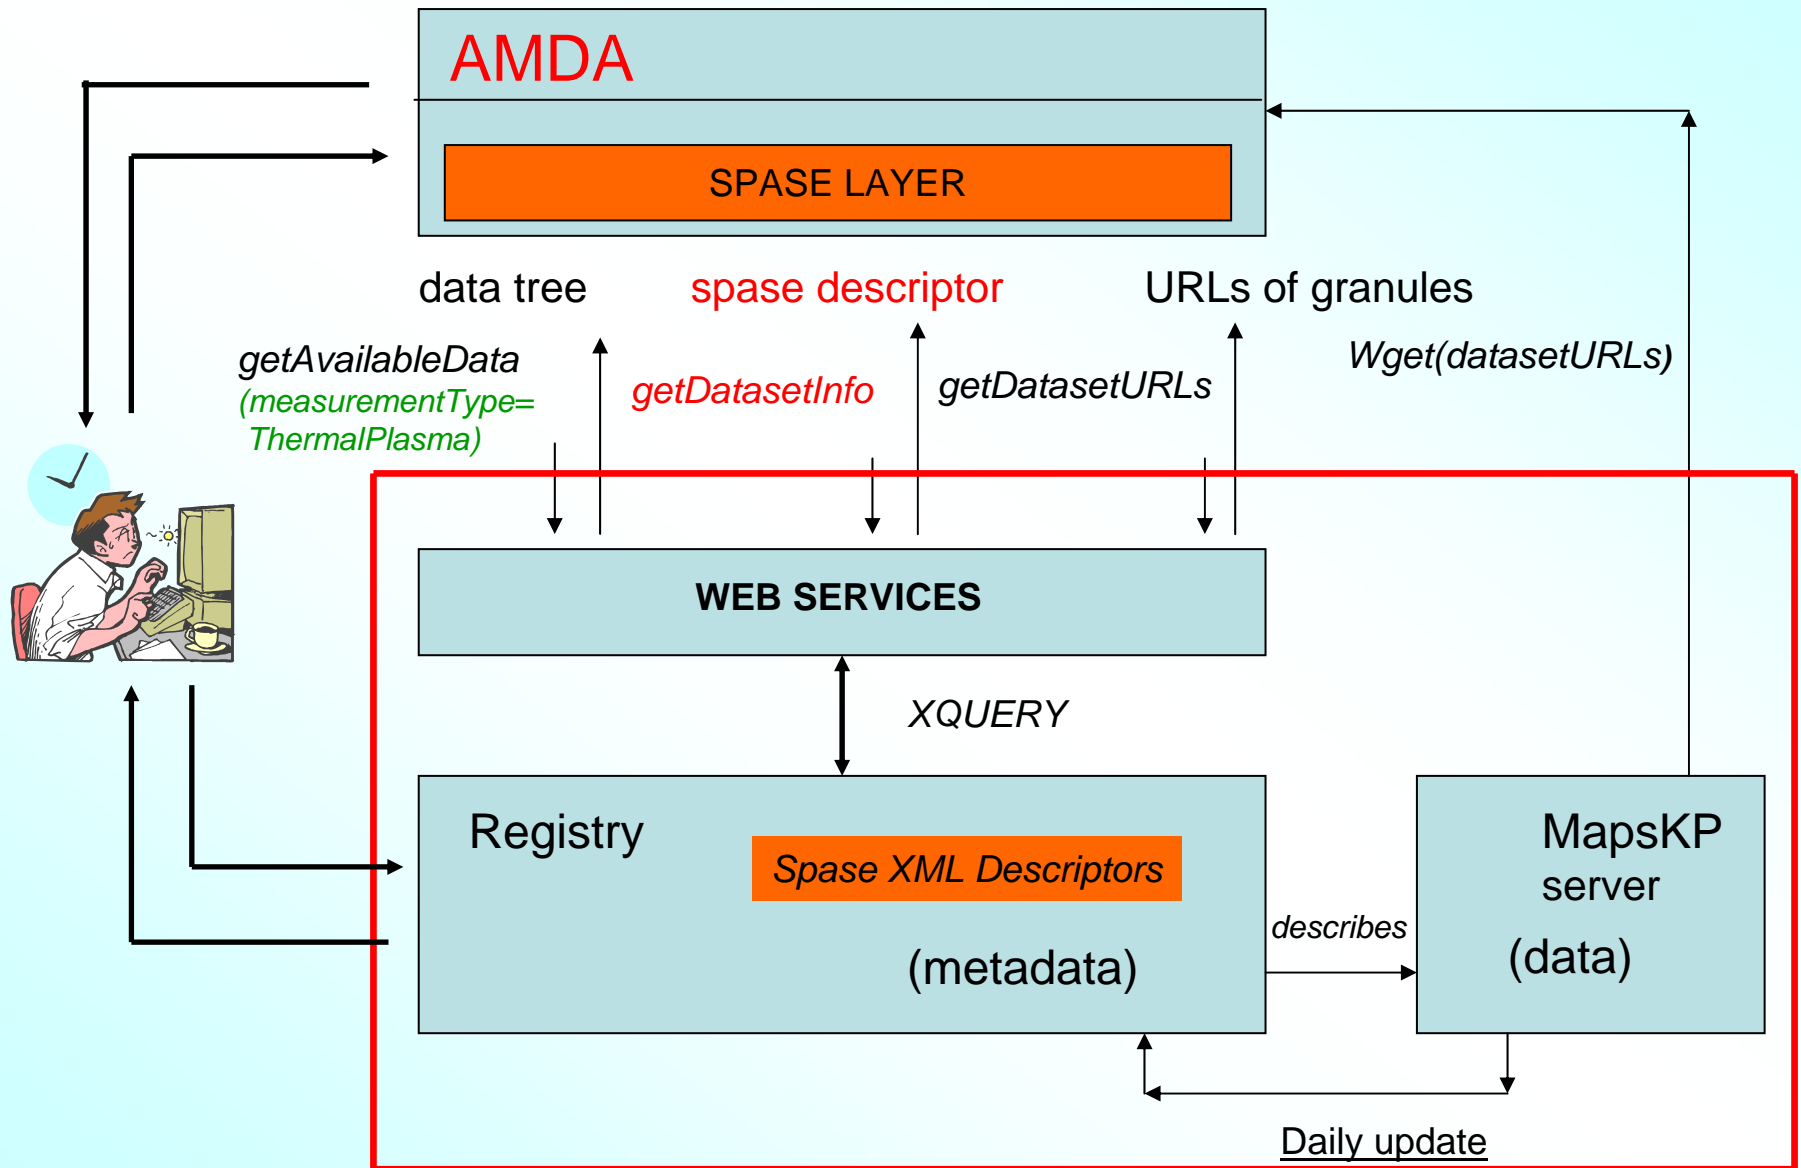 AMDA
SPASE LAYER
data tree
spase descriptor
URLs of granules
getAvailableData
(measurementType=
ThermalPlasma)
getDatasetInfo
getDatasetURLs
Wget(datasetURLs)
WEB SERVICES
XQUERY
Registry
Spase XML Descriptors
(metadata)
describes
MapsKP
server
(data)
Daily update